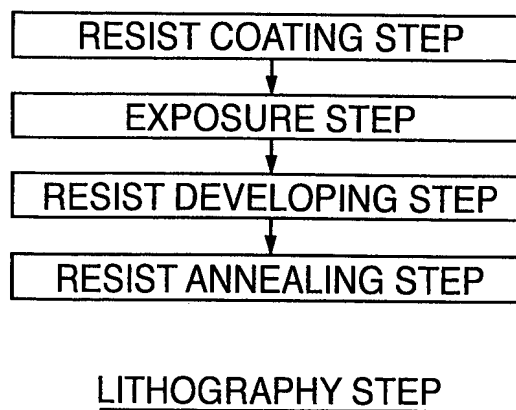 RESIST COATING STEP
EXPOSURE STEP
RESIST DEVELOPING STEP
RESIST ANNEALING STEP
LITHOGRAPHY STEP